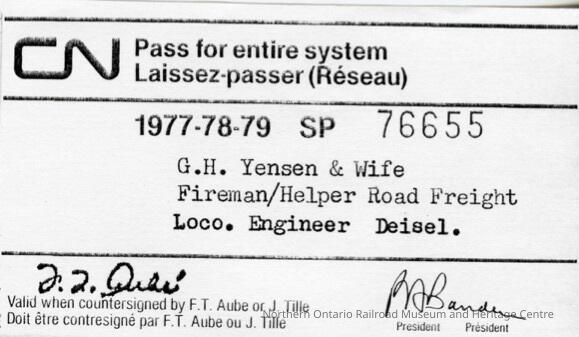 CN Pass for entire system
Laissez-passer (Réseau)
1977-78-79 SP 76655
G.H. Yensen & Wife
Fireman/Helper Road Freight
Loco. Engineer Deisel.
F.T. Aubé
Valid when countersigned by F.T. Aube or J. Tille
Doit être contresigné par F.T. Aube ou J. Tille
Northern Ontario Railroad Museum and Heritage Centre
President Président